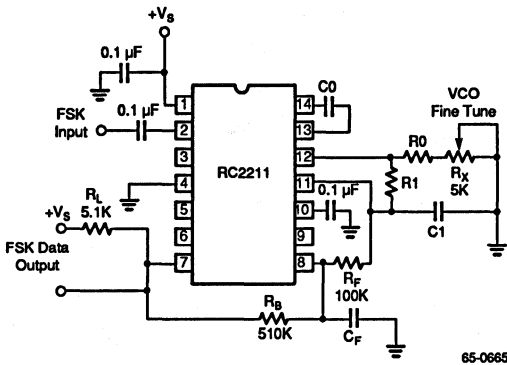 +VS
0.1 µF
C0
VCO
Fine Tune
FSK
Input
0.1 µF
1
14
2
13
3
RC2211
12
R0
RX
5K
R1
4
11
0.1 µF
RL
5.1K
5
10
C1
+VS
6
9
FSK Data
Output
7
8
RF
100K
RB
510K
CF
65-0665